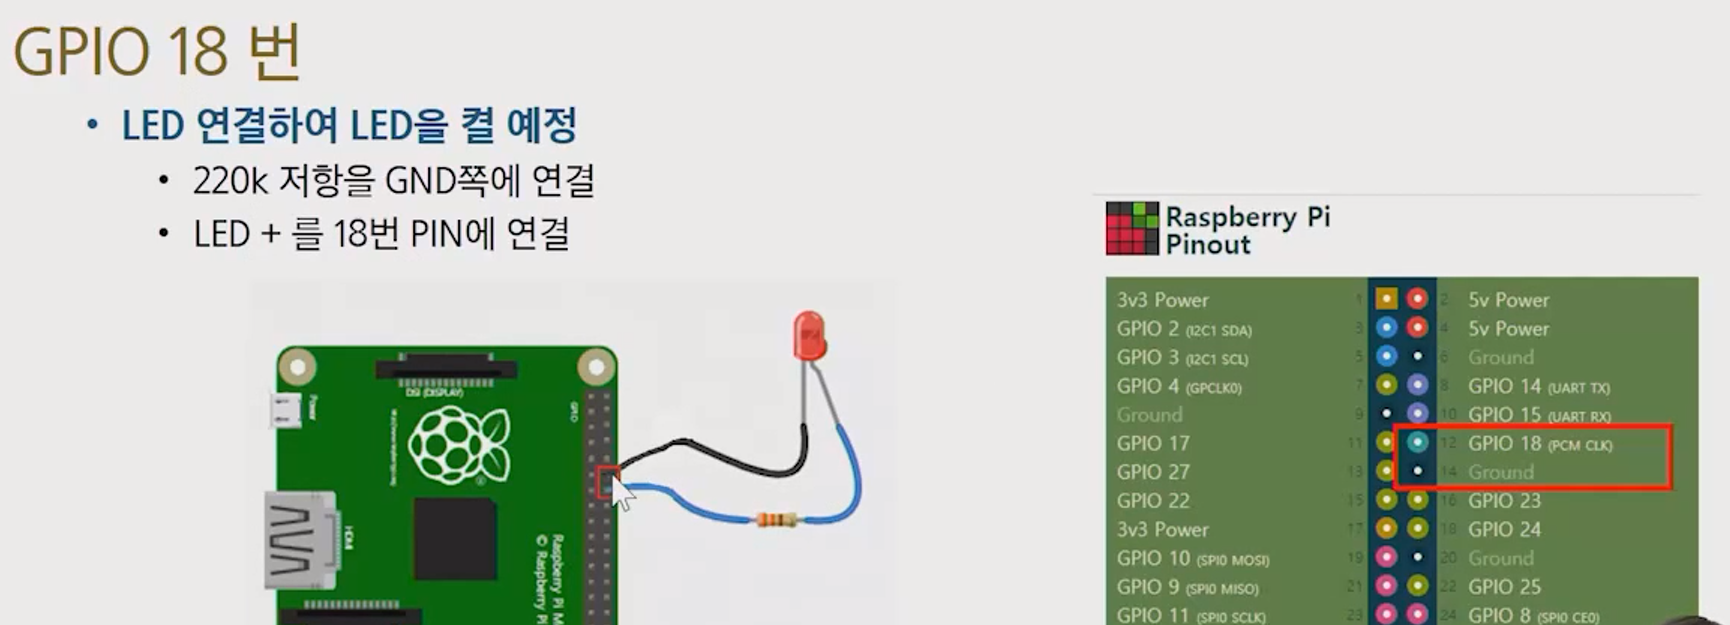 GPIO 18 번
• LED 연결하여 LED을 켤 예정
• 220k 저항을 GND쪽에 연결
• LED + 를 18번 PIN에 연결
Raspberry Pi
Pinout
3v3 Power 1 2 5v Power
GPIO 2 (I2C1 SDA) 3 4 5v Power
GPIO 3 (I2C1 SCL) 5 6 Ground
GPIO 4 (GPCLK0) 7 8 GPIO 14 (UART TX)
Ground 9 10 GPIO 15 (UART RX)
GPIO 17 11 12 GPIO 18 (PCM CLK)
GPIO 27 13 14 Ground
GPIO 22 15 16 GPIO 23
3v3 Power 17 18 GPIO 24
GPIO 10 (SPI0 MOSI) 19 20 Ground
GPIO 9 (SPI0 MISO) 21 22 GPIO 25
GPIO 11 (SPI0 SCLK) 23 24 GPIO 8 (SPI0 CE0)
DSI (DISPLAY)
GPIO
Power
HDMI
Raspberry Pi M
© Raspberry Pi